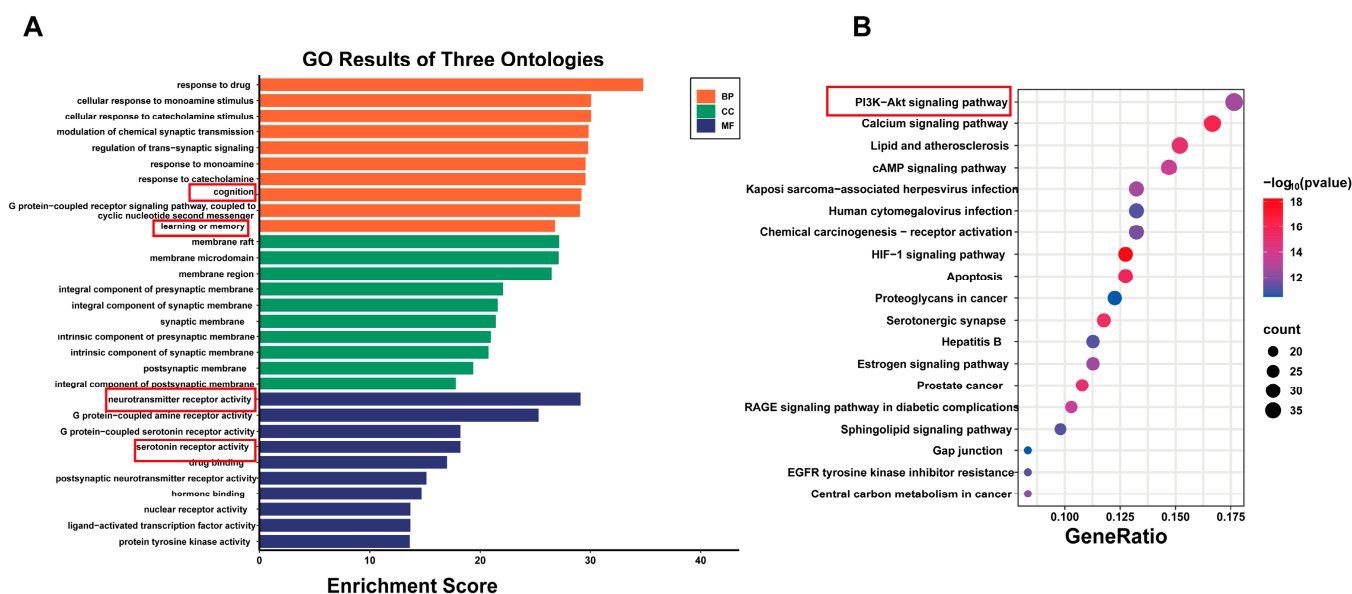 A
GO Results of Three Ontologies
response to drug
cellular response to monoamine stimulus
cellular response to catecholamine stimulus
modulation of chemical synaptic transmission
regulation of trans−synaptic signaling
response to monoamine
response to catecholamine
cognition
G protein−coupled receptor signaling pathway, coupled to
cyclic nucleotide second messenger
learning or memory
membrane raft
membrane microdomain
membrane region
integral component of presynaptic membrane
integral component of synaptic membrane
synaptic membrane
intrinsic component of presynaptic membrane
intrinsic component of synaptic membrane
postsynaptic membrane
integral component of postsynaptic membrane
neurotransmitter receptor activity
G protein−coupled amine receptor activity
G protein−coupled serotonin receptor activity
serotonin receptor activity
drug binding
postsynaptic neurotransmitter receptor activity
hormone binding
nuclear receptor activity
ligand−activated transcription factor activity
protein tyrosine kinase activity
0 10 20 30 40
Enrichment Score
BP
CC
MF
B
PI3K−Akt signaling pathway
Calcium signaling pathway
Lipid and atherosclerosis
cAMP signaling pathway
Kaposi sarcoma−associated herpesvirus infection
Human cytomegalovirus infection
Chemical carcinogenesis − receptor activation
HIF−1 signaling pathway
Apoptosis
Proteoglycans in cancer
Serotonergic synapse
Hepatitis B
Estrogen signaling pathway
Prostate cancer
RAGE signaling pathway in diabetic complications
Sphingolipid signaling pathway
Gap junction
EGFR tyrosine kinase inhibitor resistance
Central carbon metabolism in cancer
0.100 0.125 0.150 0.175
GeneRatio
−log10(pvalue)
18
16
14
12
count
20
25
30
35